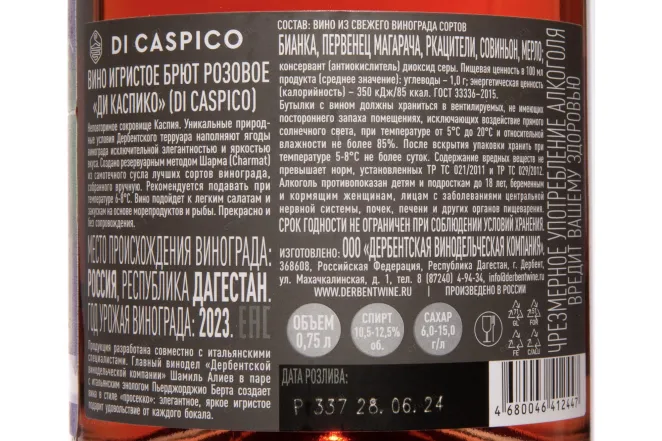 DI CASPICO
ВИНО ИГРИСТОЕ БРЮТ РОЗОВОЕ
«ДИ КАСПИКО» (DI CASPICO)
Неповторимое сокровище Каспия. Уникальные природ-
ные условия Дербентского терруара наполняют ягоды
винограда исключительной элегантностью и яркостью
вкуса. Создано резервуарным методом Шарма (Charmat)
из самотечного сусла лучших сортов винограда,
собранного вручную. Рекомендуется подавать при
температуре 6-8°C. Вино подойдет к легким салатам и
закускам на основе морепродуктов и рыбы. Прекрасно и
без сопровождения.
МЕСТО ПРОИСХОЖДЕНИЯ ВИНОГРАДА:
РОССИЯ, РЕСПУБЛИКА ДАГЕСТАН.
ГОД УРОЖАЯ ВИНОГРАДА: 2023. ЕАС
Продукция разработана совместно с итальянскими
специалистами. Главный винодел «Дербентской
винодельческой компании» Шамиль Алиев в паре с
итальянским энологом Пьерджорджио Берта создает
вина в стиле «просекко»: элегантное, яркое игристое
подарит удовольствие от каждого бокала.
СОСТАВ: ВИНО ИЗ СВЕЖЕГО ВИНОГРАДА СОРТОВ
БИАНКА, ПЕРВЕНЕЦ МАГАРАЧА, РКАЦИТЕЛИ, СОВИНЬОН, МЕРЛО;
консервант (антиокислитель) диоксид серы. Пищевая ценность в 100 мл
продукта (среднее значение): углеводы – 1,0 г; энергетическая ценность
(калорийность) – 350 кДж/85 ккал. ГОСТ 33336–2015.
Бутылки с вином должны храниться в вентилируемых, не имеющих
постороннего запаха помещениях, исключающих воздействие прямого
солнечного света, при температуре от 5°C до 20°C и относительной
влажности не более 85%. После вскрытия упаковки хранить при
температуре 5-8°C не более суток. Содержание вредных веществ не
превышает норм, установленных ТР ТС 021/2011 и ТР ТС 029/2012.
Алкоголь противопоказан детям и подросткам до 18 лет, беременным
и кормящим женщинам, лицам с заболеваниями центральной
нервной системы, почек, печени и других органов пищеварения.
СРОК ГОДНОСТИ НЕ ОГРАНИЧЕН ПРИ СОБЛЮДЕНИИ УСЛОВИЙ ХРАНЕНИЯ.
ИЗГОТОВЛЕНО: ООО «ДЕРБЕНТСКАЯ ВИНОДЕЛЬЧЕСКАЯ КОМПАНИЯ»,
368608, Российская Федерация, Республика Дагестан, г. Дербент,
ул. Махачкалинская, д. 1, тел. 8 (87240) 4-94-34, info@derbentwine.ru
WWW.DERBENTWINE.RU | ПРОИЗВЕДЕНО В РОССИИ
ОБЪЕМ
0,75 л
СПИРТ
10,5-12,5%
об.
САХАР
6,0-15,0
г/л
ДАТА РОЗЛИВА:
Р 337 28.06.24
4 680046 412447
ЧРЕЗМЕРНОЕ УПОТРЕБЛЕНИЕ АЛКОГОЛЯ
ВРЕДИТ ВАШЕМУ ЗДОРОВЬЮ